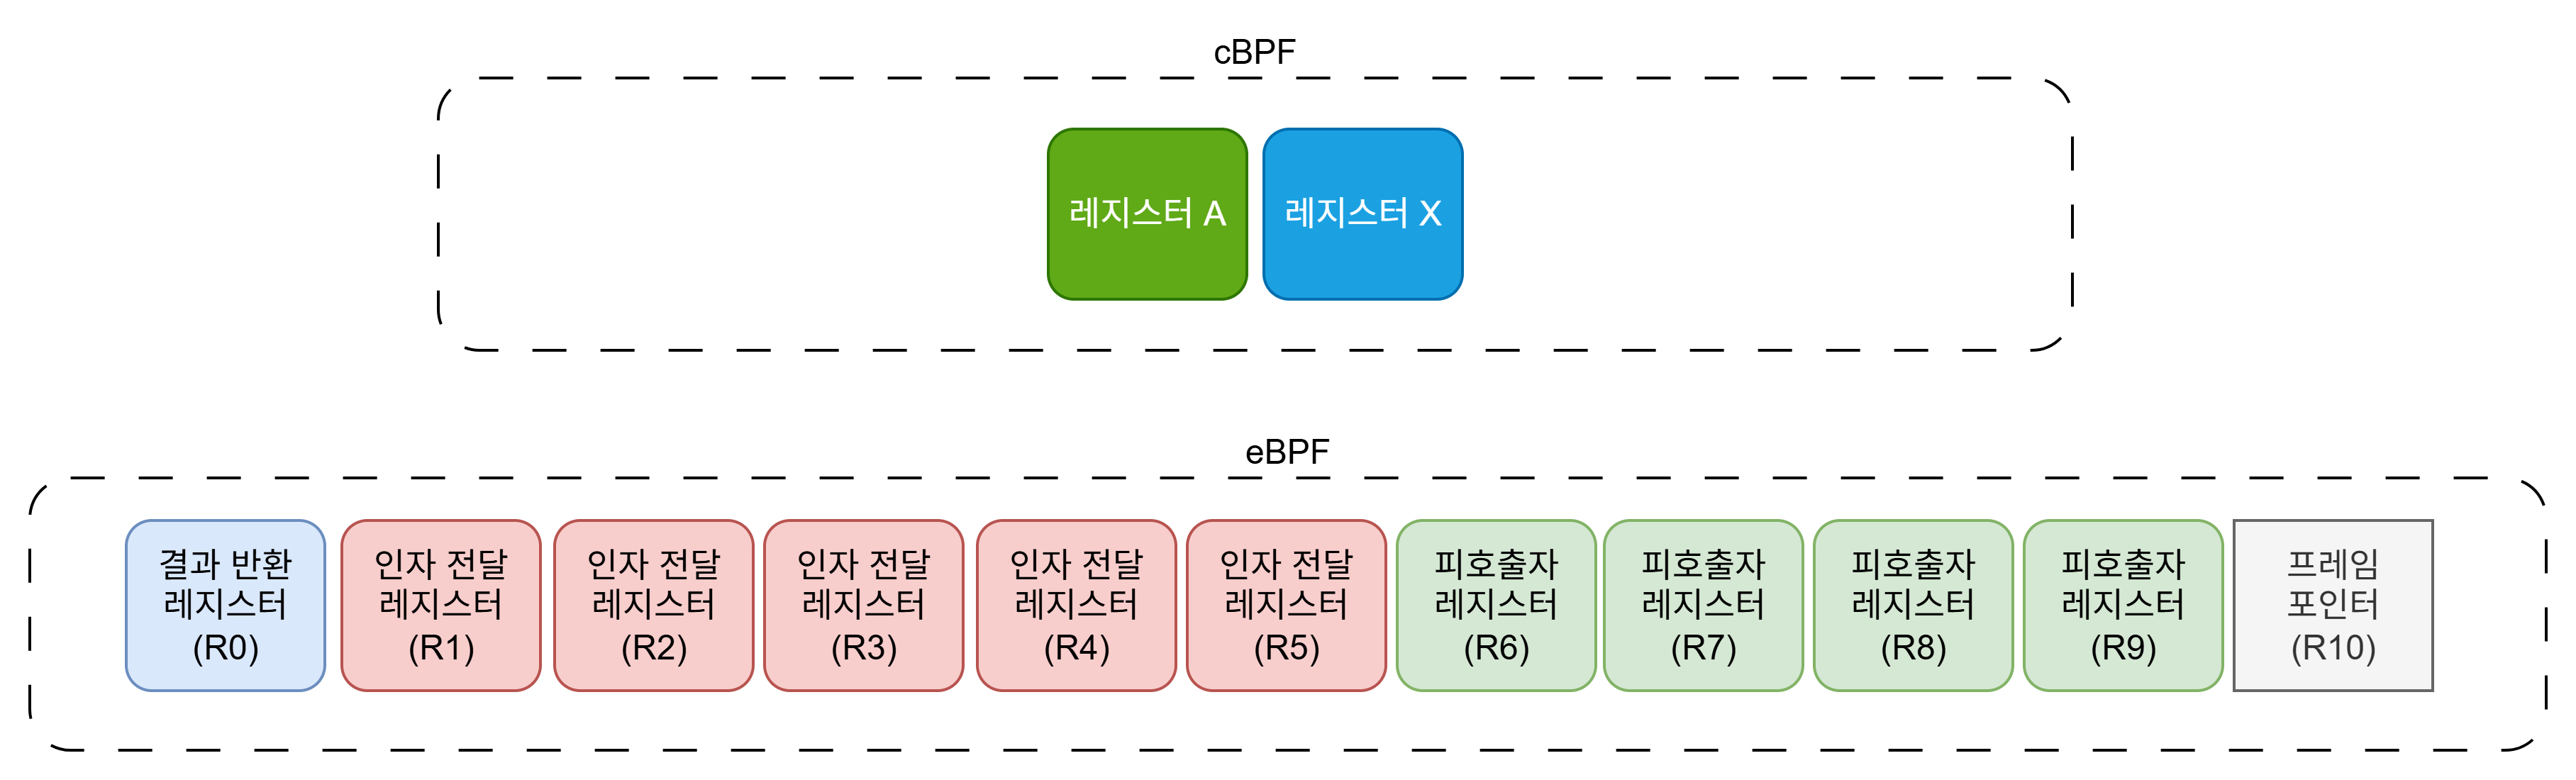 cBPF
레지스터 A
레지스터 X
eBPF
결과 반환
레지스터
(R0)
인자 전달
레지스터
(R1)
인자 전달
레지스터
(R2)
인자 전달
레지스터
(R3)
인자 전달
레지스터
(R4)
인자 전달
레지스터
(R5)
피호출자
레지스터
(R6)
피호출자
레지스터
(R7)
피호출자
레지스터
(R8)
피호출자
레지스터
(R9)
프레임
포인터
(R10)